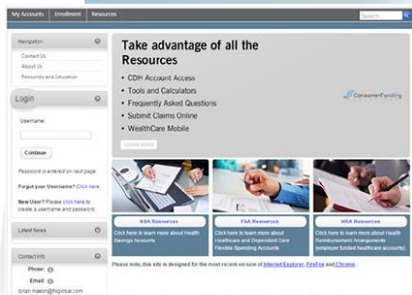 My Accounts Enrollment Resources
Search
Navigation
Contact Us
About Us
Resources and Education
Login
Username:
Continue
Password is entered on next page
Forgot your Username? Click here
New User? Please click here to
create a username and password.
Latest News
Contact Info
Phone:
Email:
Take advantage of all the
Resources
• CDH Account Access
• Tools and Calculators
• Frequently Asked Questions
• Submit Claims Online
• WealthCare Mobile
LEARN MORE
ConsumerFunding
HSA Resources
Click here to learn more about Health
Savings Accounts
FSA Resources
Click here to learn more about
Healthcare and Dependent Care
Flexible Spending Accounts
HRA Resources
Click here to learn more about Health
Reimbursement Arrangements
(employer funded healthcare accounts)
Please note, this site is designed for the most recent version of Internet Explorer, FireFox and Chrome.